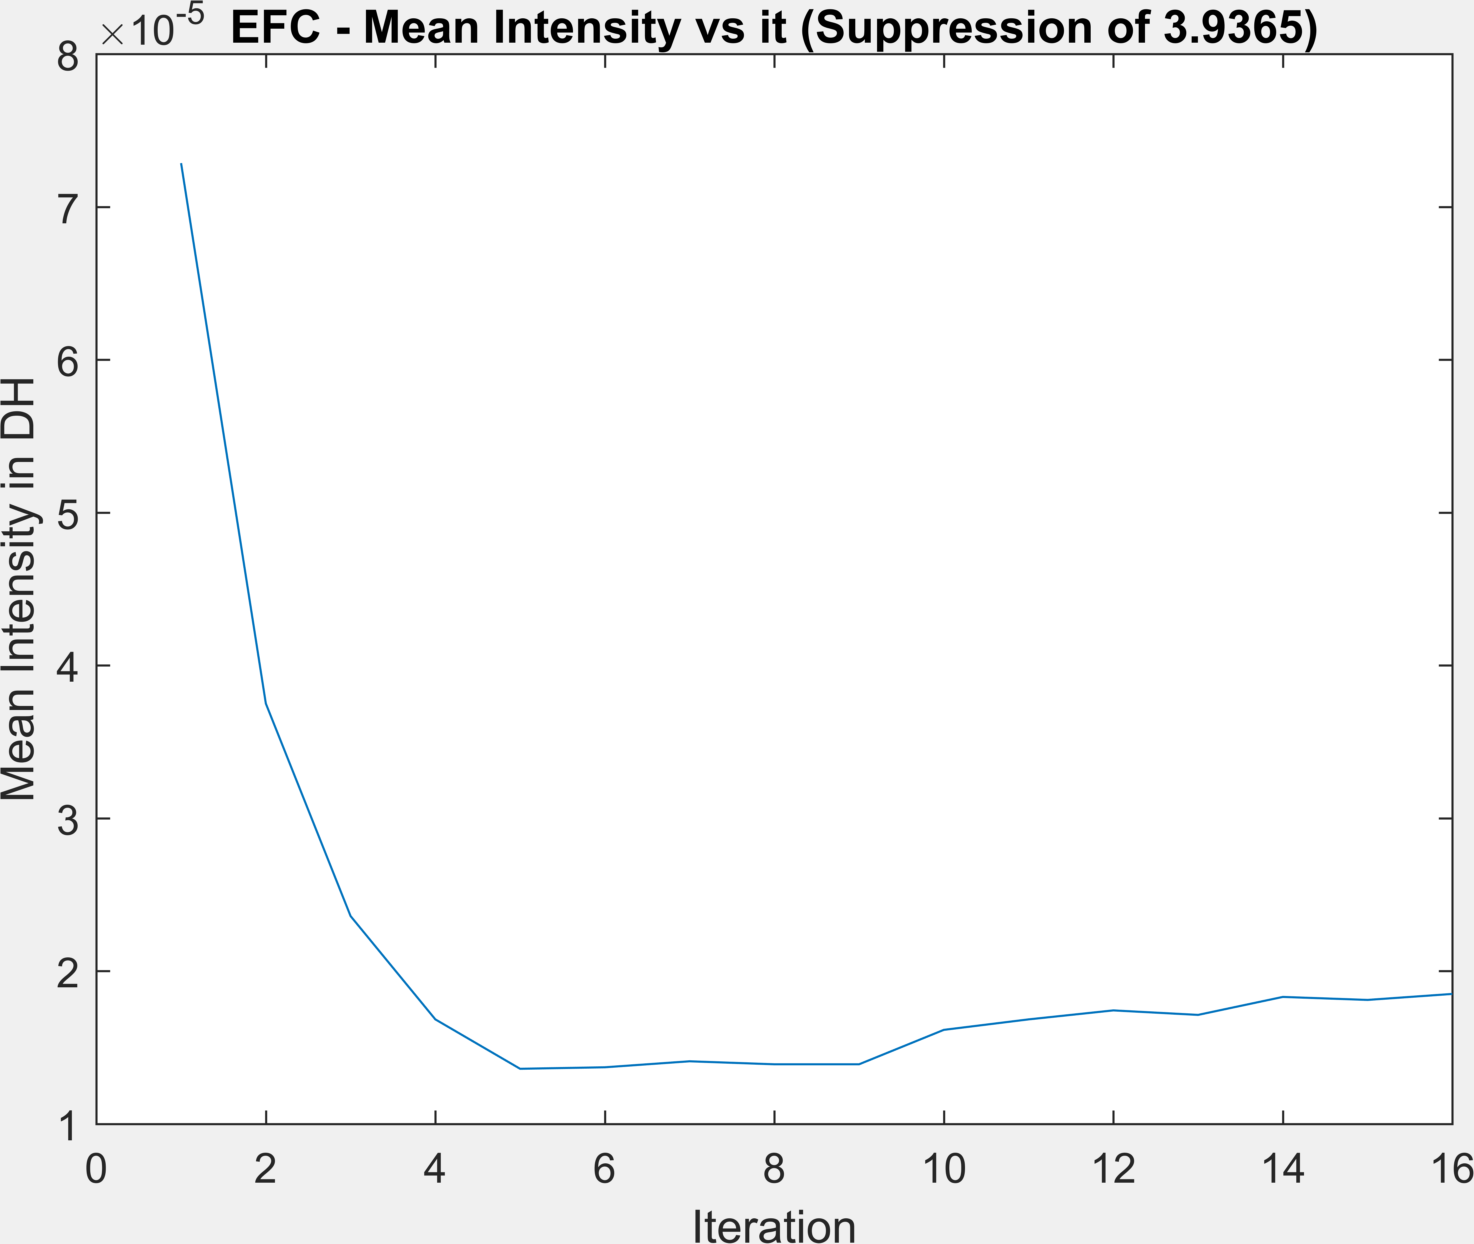 ×10-5
EFC - Mean Intensity vs it (Suppression of 3.9365)
8
7
6
5
4
3
2
1
Mean Intensity in DH
0 2 4 6 8 10 12 14 16
Iteration